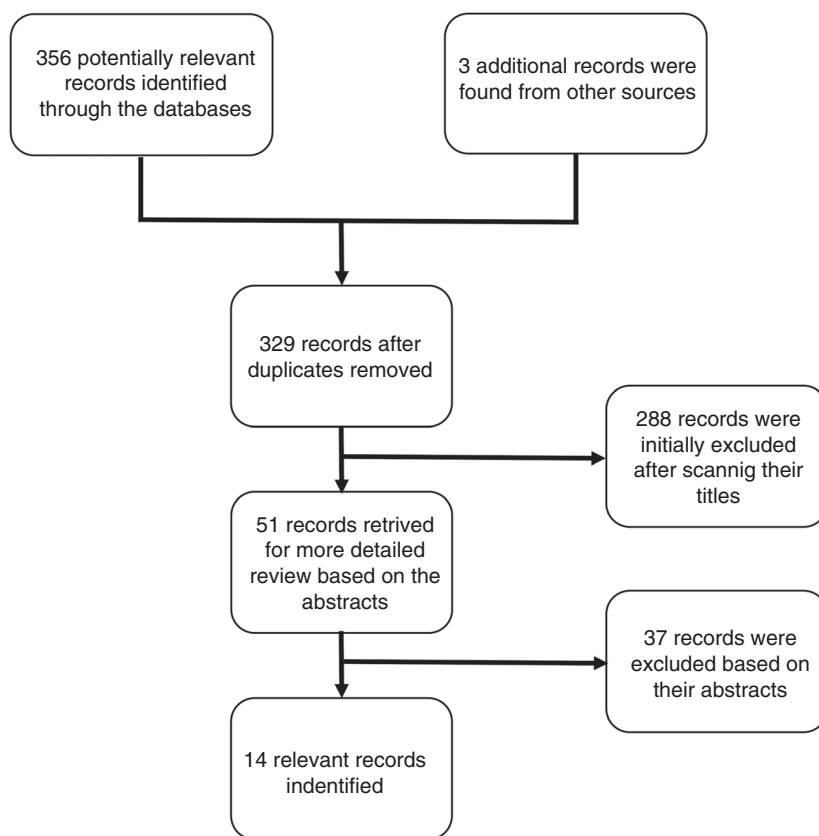 356 potentially relevant
records identified
through the databases
3 additional records were
found from other sources
329 records after
duplicates removed
288 records were
initially excluded
after scannig their
titles
51 records retrived
for more detailed
review based on the
abstracts
37 records were
excluded based on
their abstracts
14 relevant records
indentified